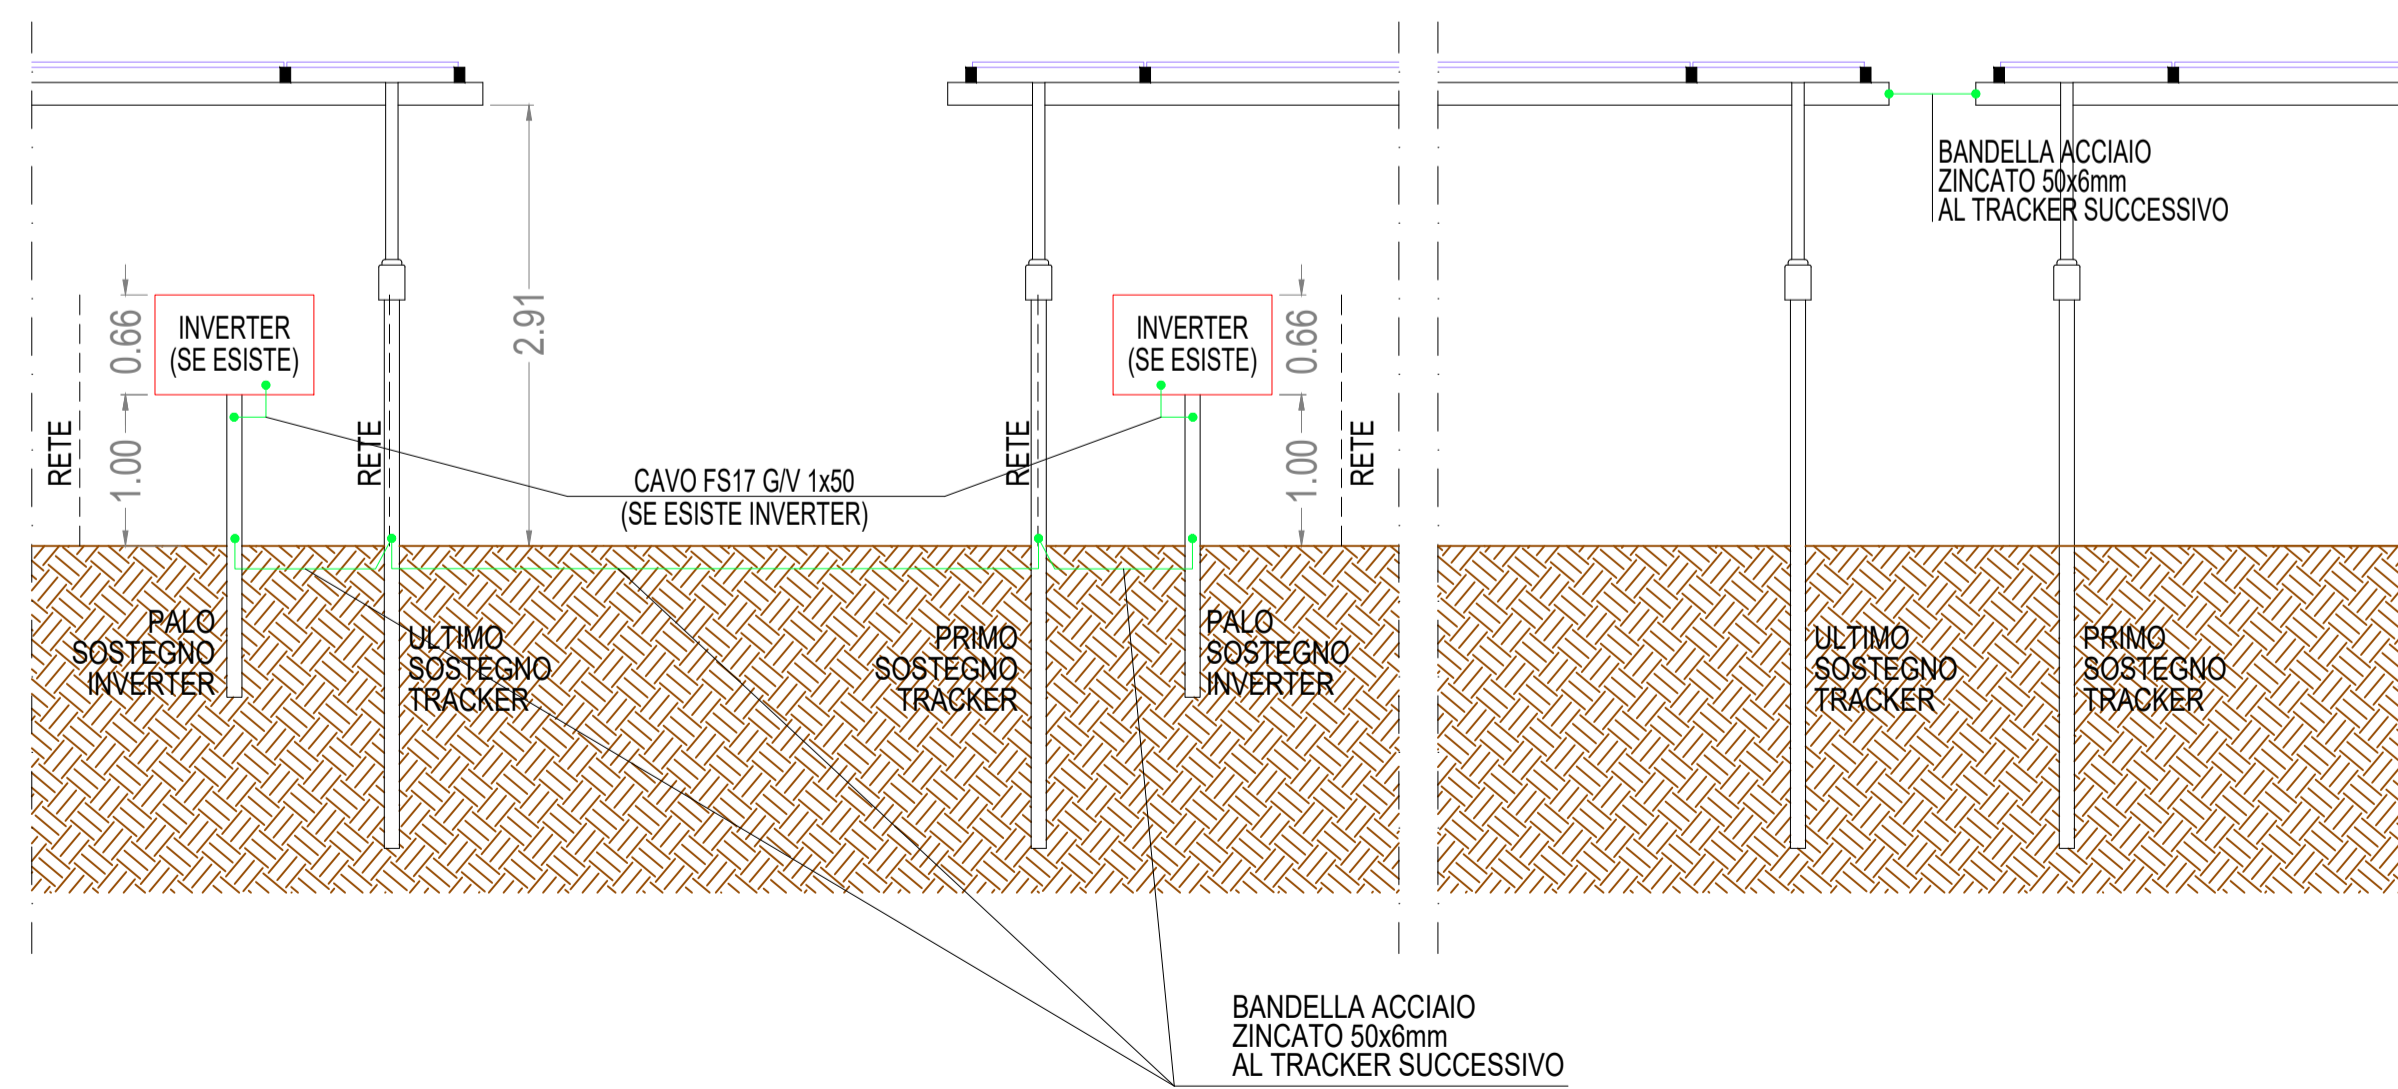 BANDELLA ACCIAIO
ZINCATO 50x6mm
AL TRACKER SUCCESSIVO
0.66
INVERTER
(SE ESISTE)
2.91
INVERTER
(SE ESISTE)
0.66
RETE
1.00
RETE
CAVO FS17 G/V 1x50
(SE ESISTE INVERTER)
RETE
1.00
RETE
PALO
SOSTEGNO
INVERTER
ULTIMO
SOSTEGNO
TRACKER
PRIMO
SOSTEGNO
TRACKER
PALO
SOSTEGNO
INVERTER
ULTIMO
SOSTEGNO
TRACKER
PRIMO
SOSTEGNO
TRACKER
BANDELLA ACCIAIO
ZINCATO 50x6mm
AL TRACKER SUCCESSIVO